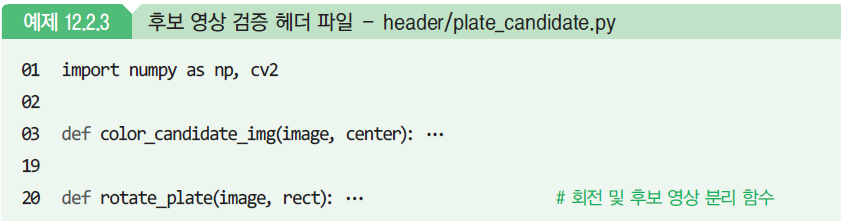 예제 12.2.3 후보 영상 검증 헤더 파일 - header/plate_candidate.py
01 import numpy as np, cv2
02
03 def color_candidate_img(image, center): …
19
20 def rotate_plate(image, rect): … # 회전 및 후보 영상 분리 함수